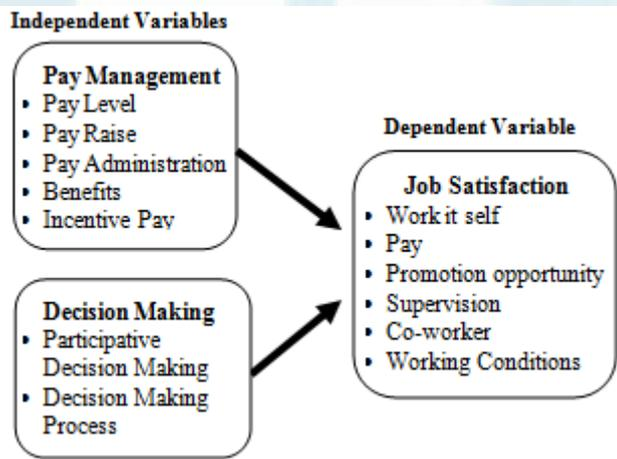 Independent Variables
Pay Management
• Pay Level
• Pay Raise
• Pay Administration
• Benefits
• Incentive Pay
Decision Making
• Participative
Decision Making
• Decision Making
Process
Dependent Variable
Job Satisfaction
• Work it self
• Pay
• Promotion opportunity
• Supervision
• Co-worker
• Working Conditions